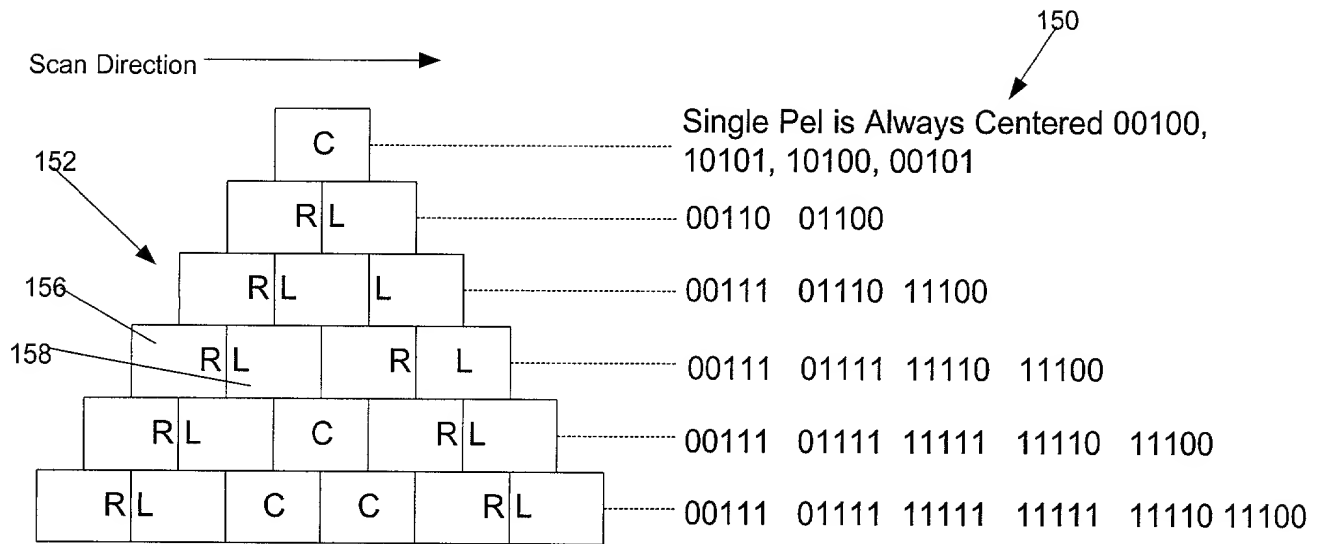 150
Scan Direction
Single Pel is Always Centered 00100,
10101, 10100, 00101
C
152
R L 00110 01100
R L L 00111 01110 11100
156
R L R L 00111 01111 11110 11100
158
R L C R L 00111 01111 11111 11110 11100
R L C C R L 00111 01111 11111 11111 11110 11100